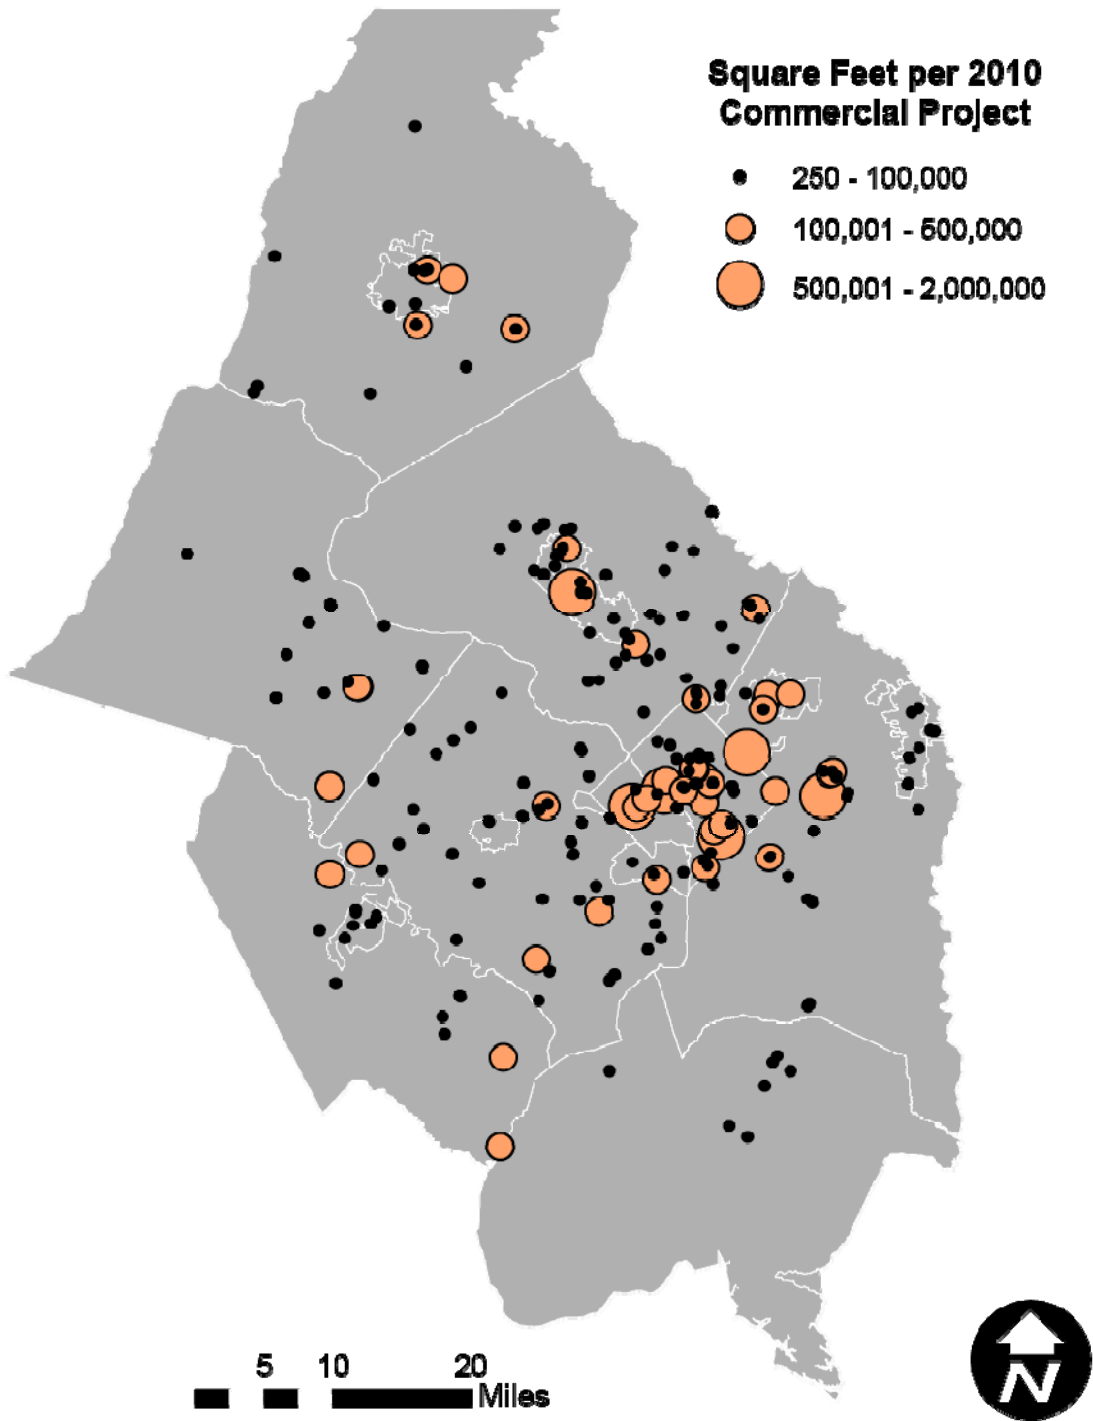 Square Feet per 2010
Commercial Project
250 - 100,000
100,001 - 500,000
500,001 - 2,000,000
5 10 20
Miles
N